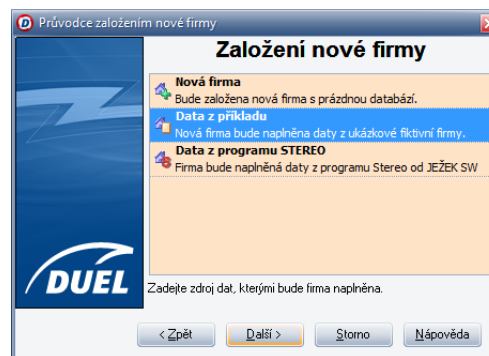 Průvodce založením nové firmy
Založení nové firmy
Nová firma
Bude založena nová firma s prázdnou databází.
Data z příkladu
Nová firma bude naplněna daty z ukázkové fiktivní firmy.
Data z programu STEREO
Firma bude naplněná daty z programu Stereo od JEŽEK SW
DUEL
Zadejte zdroj dat, kterými bude firma naplněna.
< Zpět
Další >
Storno
Nápověda